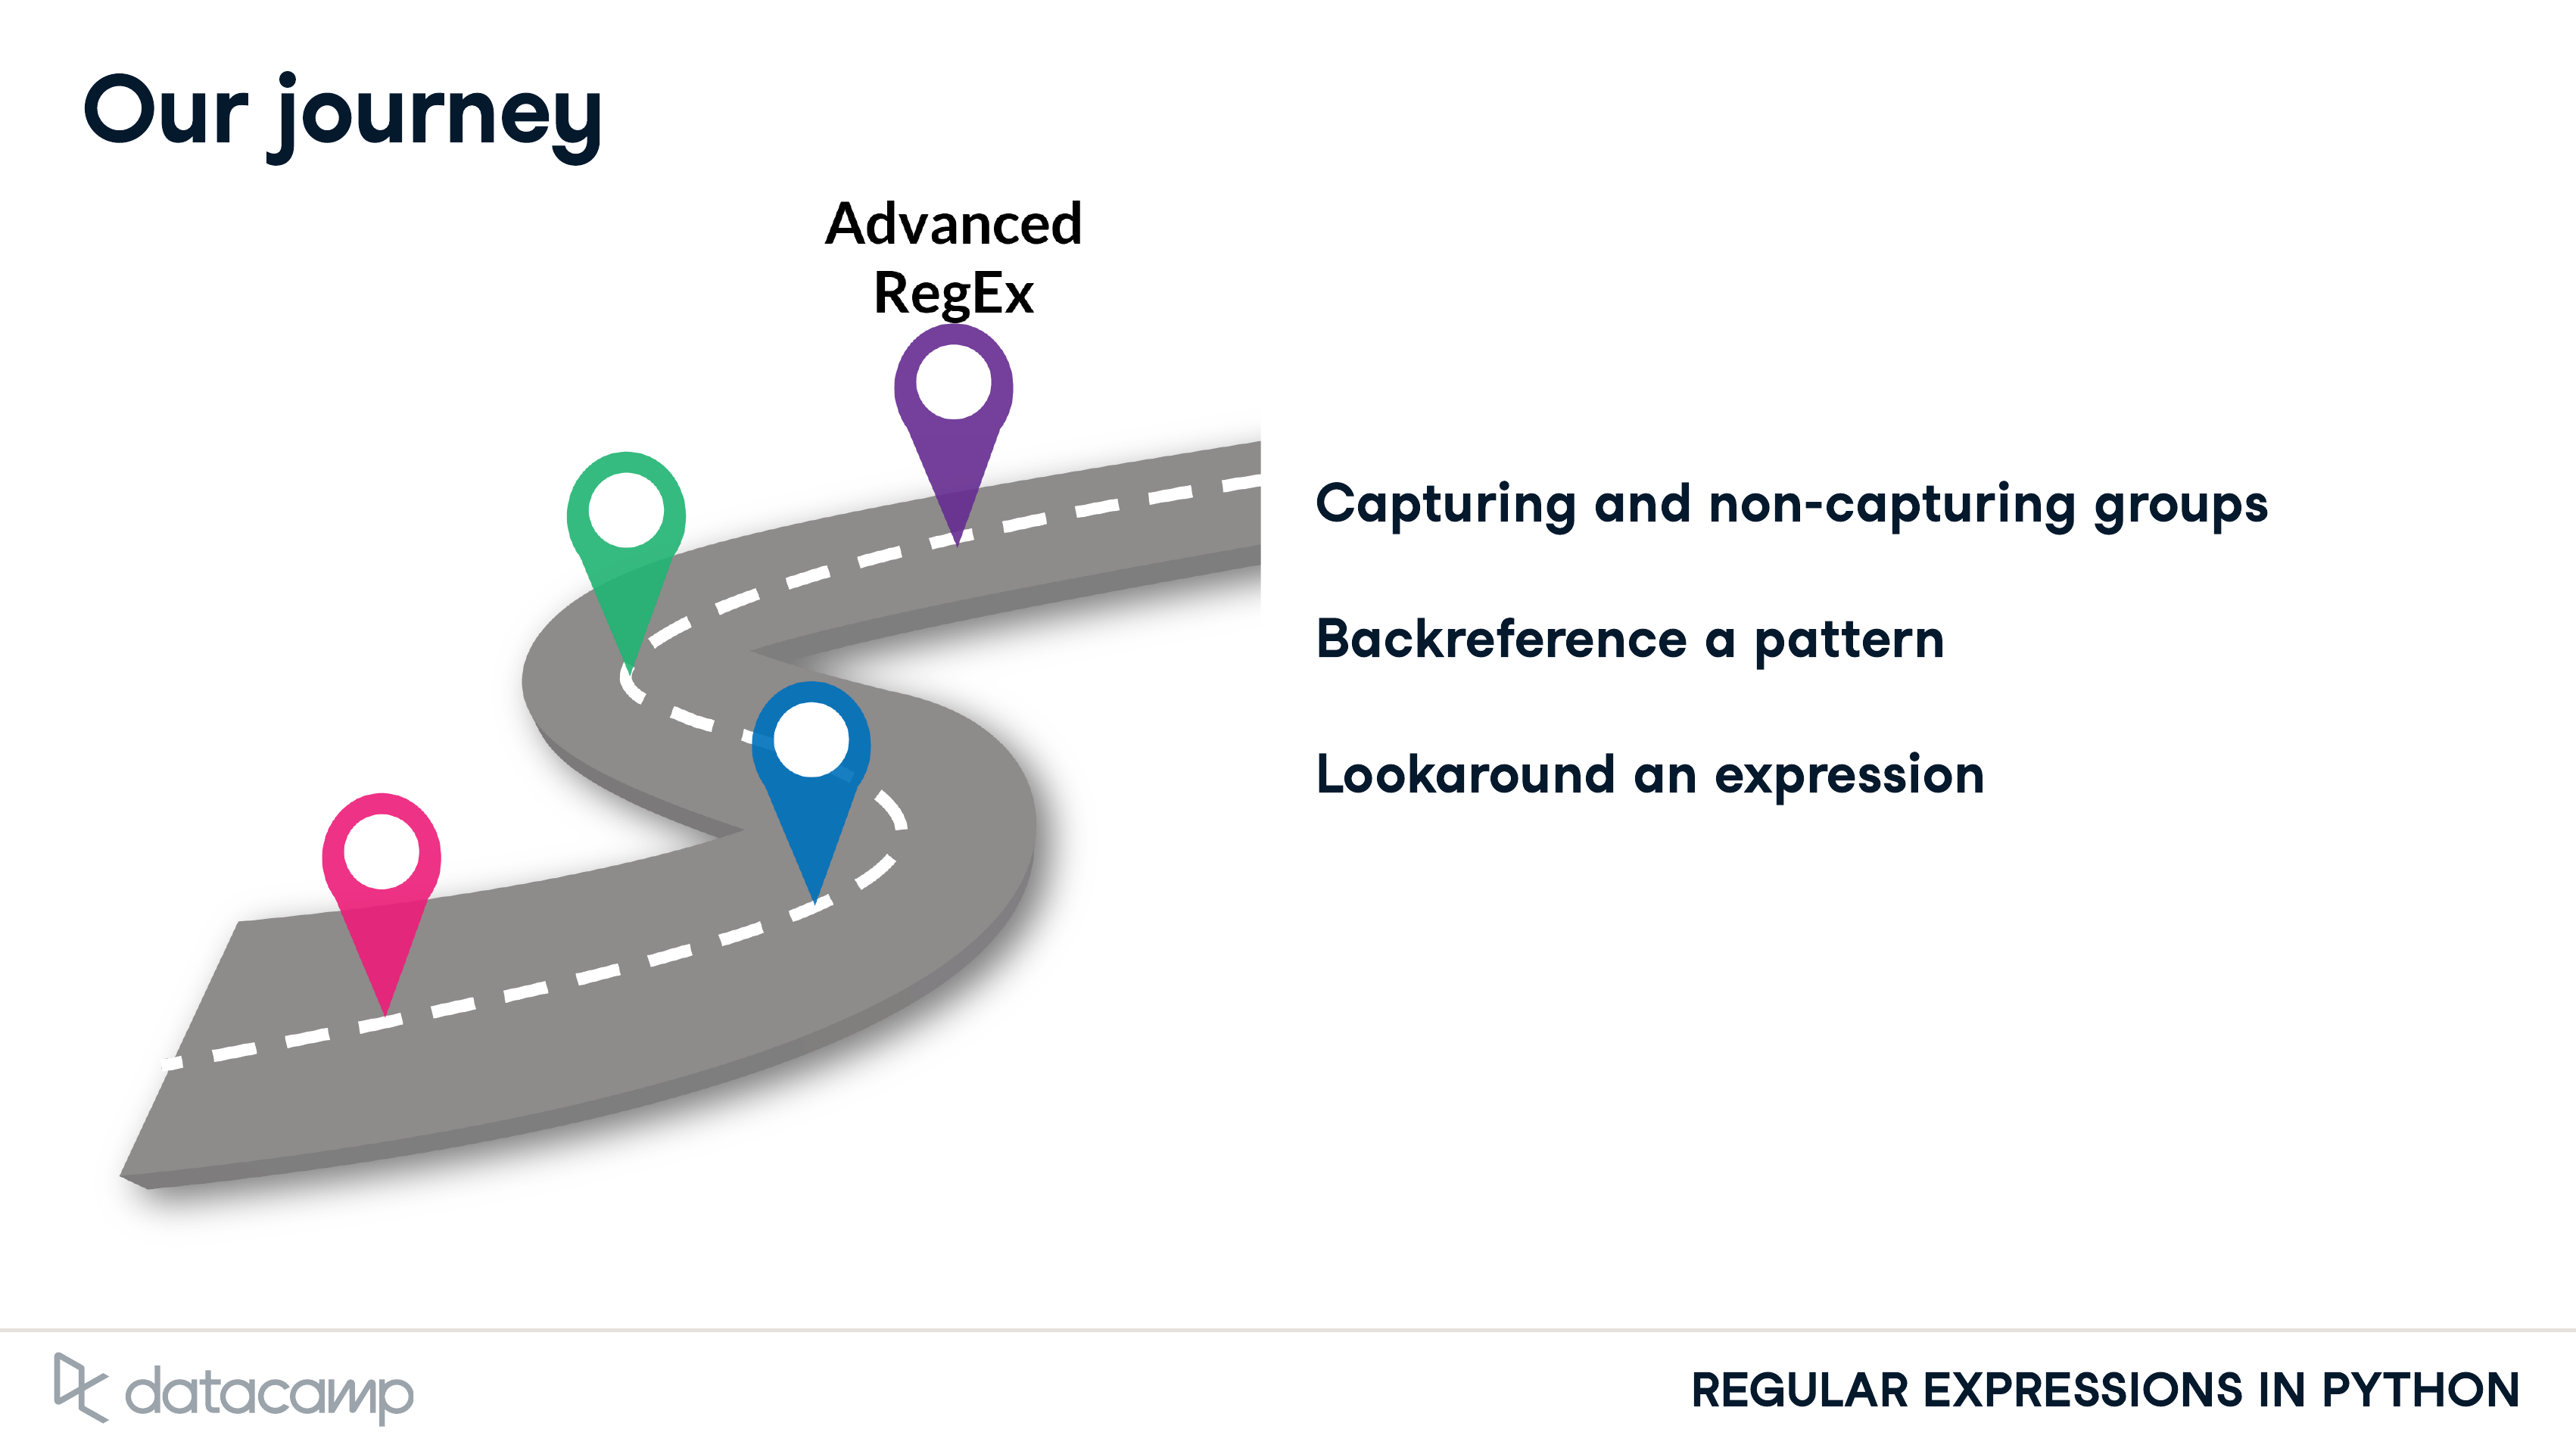 Our journey
Advanced
RegEx
Capturing and non-capturing groups
Backreference a pattern
Lookaround an expression
datacamp
REGULAR EXPRESSIONS IN PYTHON